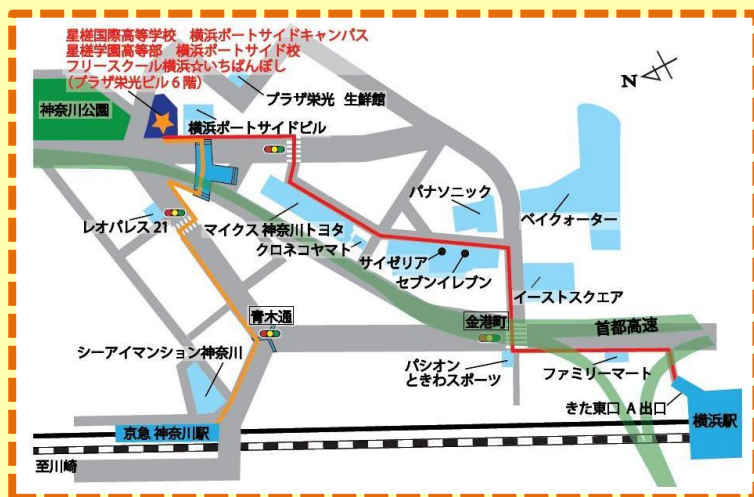 星槎国際高等学校 横浜ポートサイドキャンパス
星槎学園高等部 横浜ポートサイド校
フリースクール横浜☆いちばんぼし
(プラザ栄光ビル6階)
プラザ栄光 生鮮館
神奈川公園
横浜ポートサイドビル
N
パナソニック
ベイクォーター
レオパレス21
マイクス神奈川トヨタ
クロネコヤマト
サイゼリア
セブンイレブン
イーストスクエア
青木通
金港町
首都高速
シーアイマンション神奈川
パシオン
ときわスポーツ
ファミリーマート
きた東口 A出口
横浜駅
京急 神奈川駅
至川崎